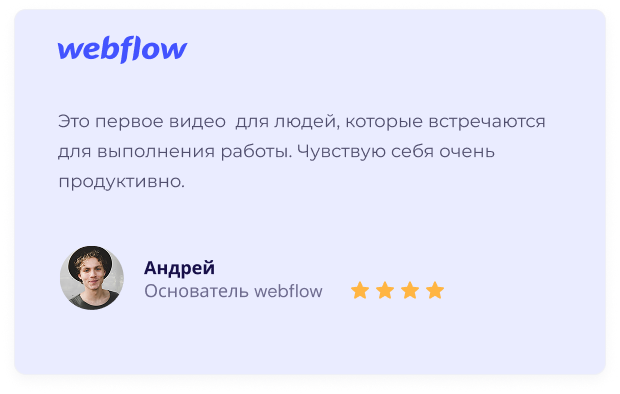 webflow
Это первое видео  для людей, которые встречаются
для выполнения работы. Чувствую себя очень
продуктивно.
Андрей
Основатель webflow